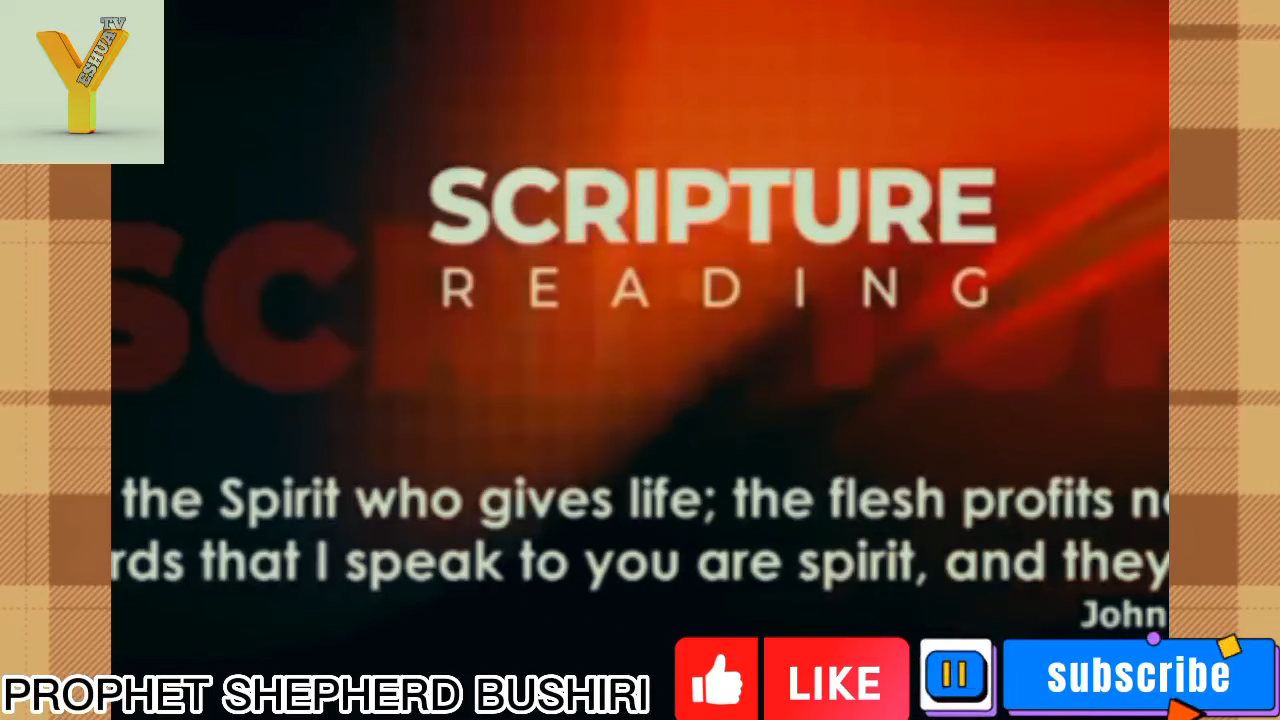 YESHUA TV
SCRIPTURE
READING
the Spirit who gives life; the flesh profits
rds that I speak to you are spirit, and they
John
PROPHET SHEPHERD BUSHIRI
LIKE
subscribe